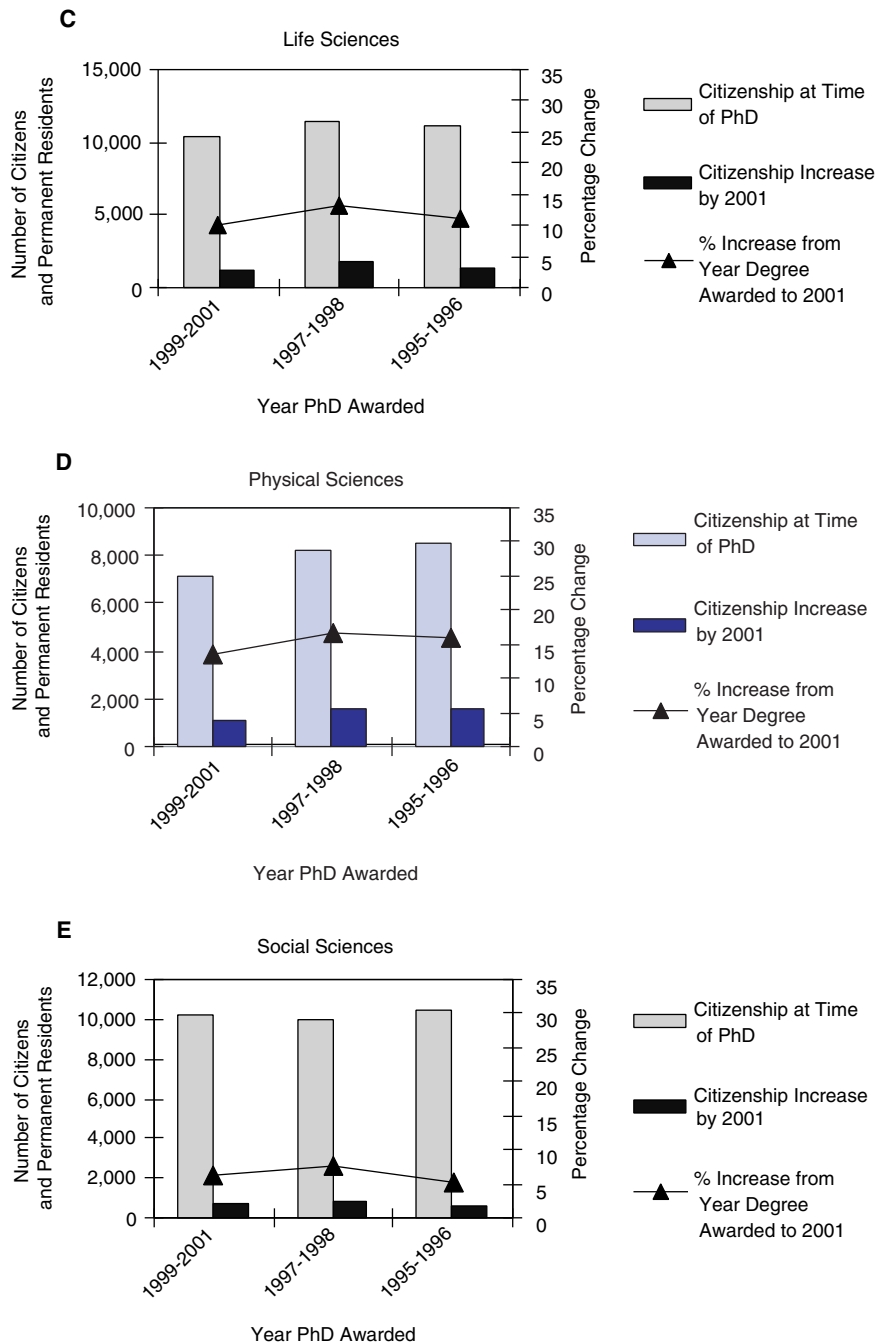 C
Life Sciences
Number of Citizens
and Permanent Residents
15,000
10,000
5,000
0
35
30
25
20
15
10
5
0
Percentage Change
1999-2001
1997-1998
1995-1996
Year PhD Awarded
Citizenship at Time
of PhD
Citizenship Increase
by 2001
% Increase from
Year Degree
Awarded to 2001
D
Physical Sciences
Number of Citizens
and Permanent Residents
10,000
8,000
6,000
4,000
2,000
0
35
30
25
20
15
10
5
0
Percentage Change
1999-2001
1997-1998
1995-1996
Year PhD Awarded
Citizenship at Time
of PhD
Citizenship Increase
by 2001
% Increase from
Year Degree
Awarded to 2001
E
Social Sciences
Number of Citizens
and Permanent Residents
12,000
10,000
8,000
6,000
4,000
2,000
0
35
30
25
20
15
10
5
0
Percentage Change
1999-2001
1997-1998
1995-1996
Year PhD Awarded
Citizenship at Time
of PhD
Citizenship Increase
by 2001
% Increase from
Year Degree
Awarded to 2001